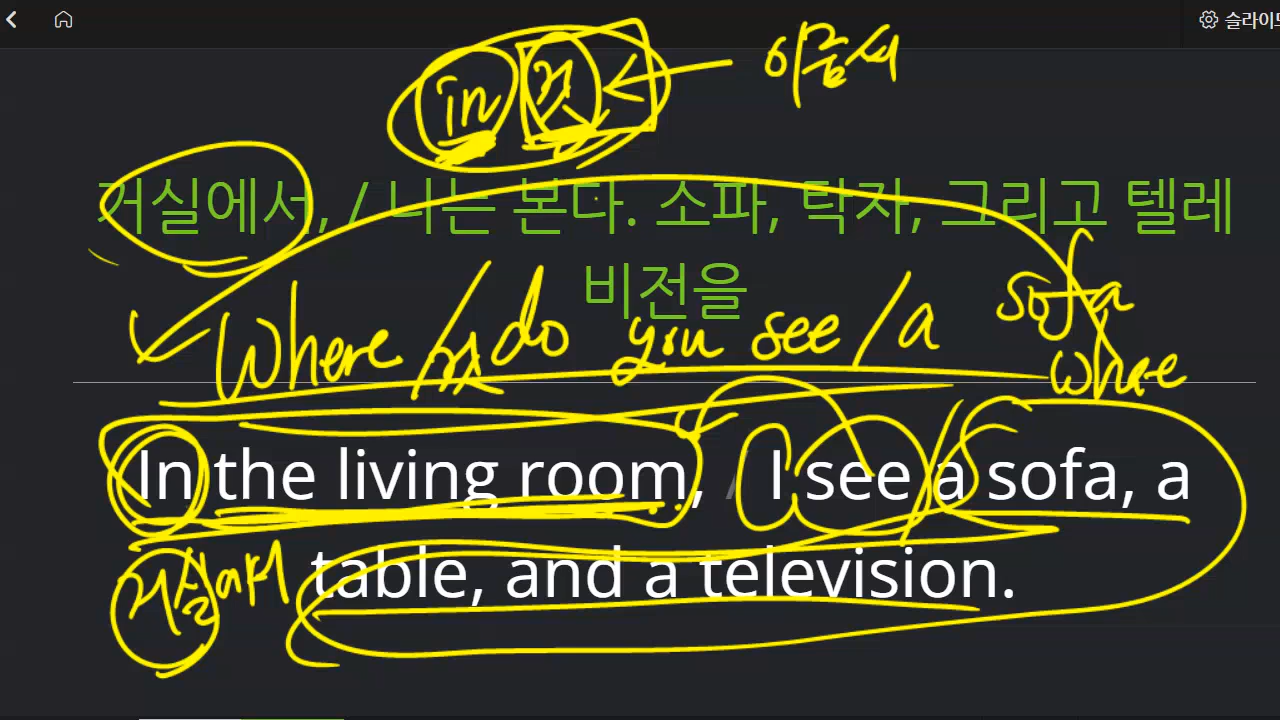 슬라이드
in 것 이름씨
거실에서, / 나는 본다. 소파, 탁자, 그리고 텔레
비전을
Where / do you see / a sofa
where
In the living room, / I see a sofa, a
거실에서 table, and a television.